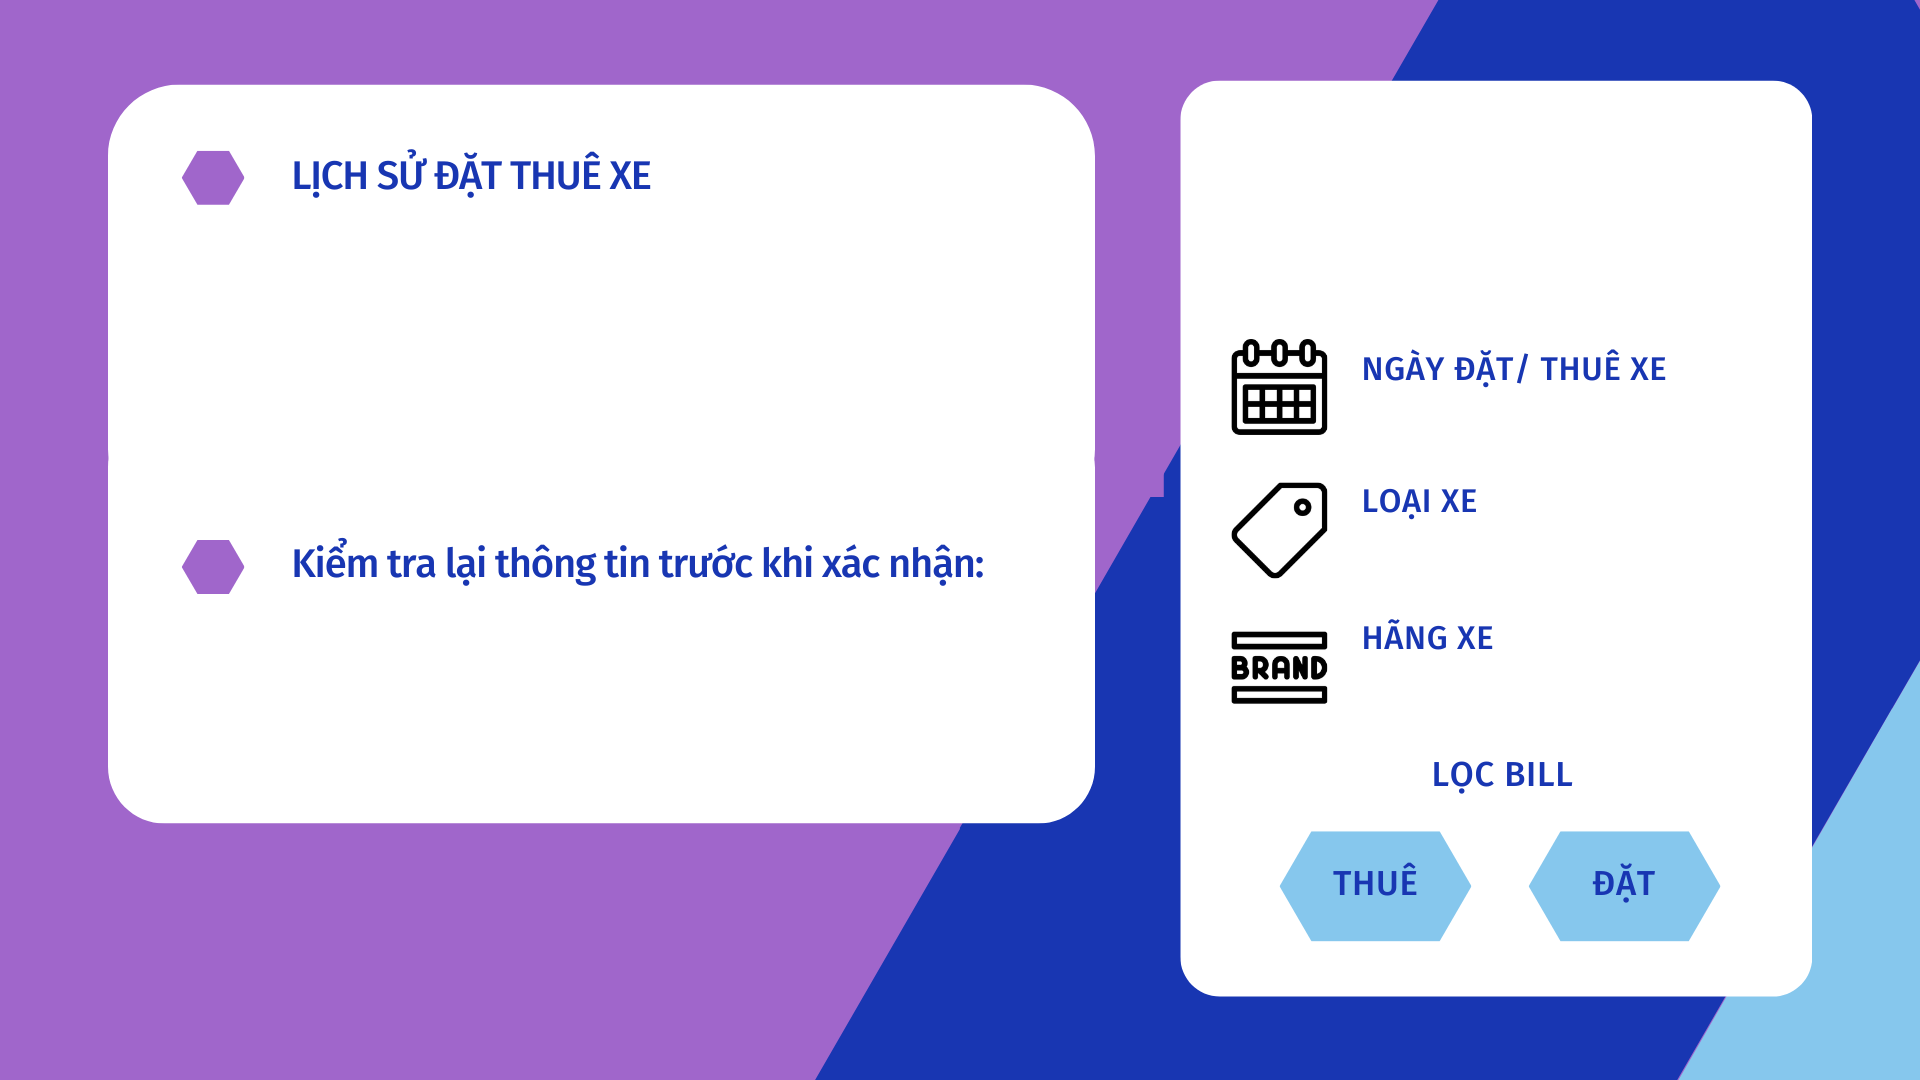 LỊCH SỬ ĐẶT THUÊ XE
Kiểm tra lại thông tin trước khi xác nhận:
NGÀY ĐẶT/ THUÊ XE
LOẠI XE
HÃNG XE
BRAND
LỌC BILL
THUÊ
ĐẶT